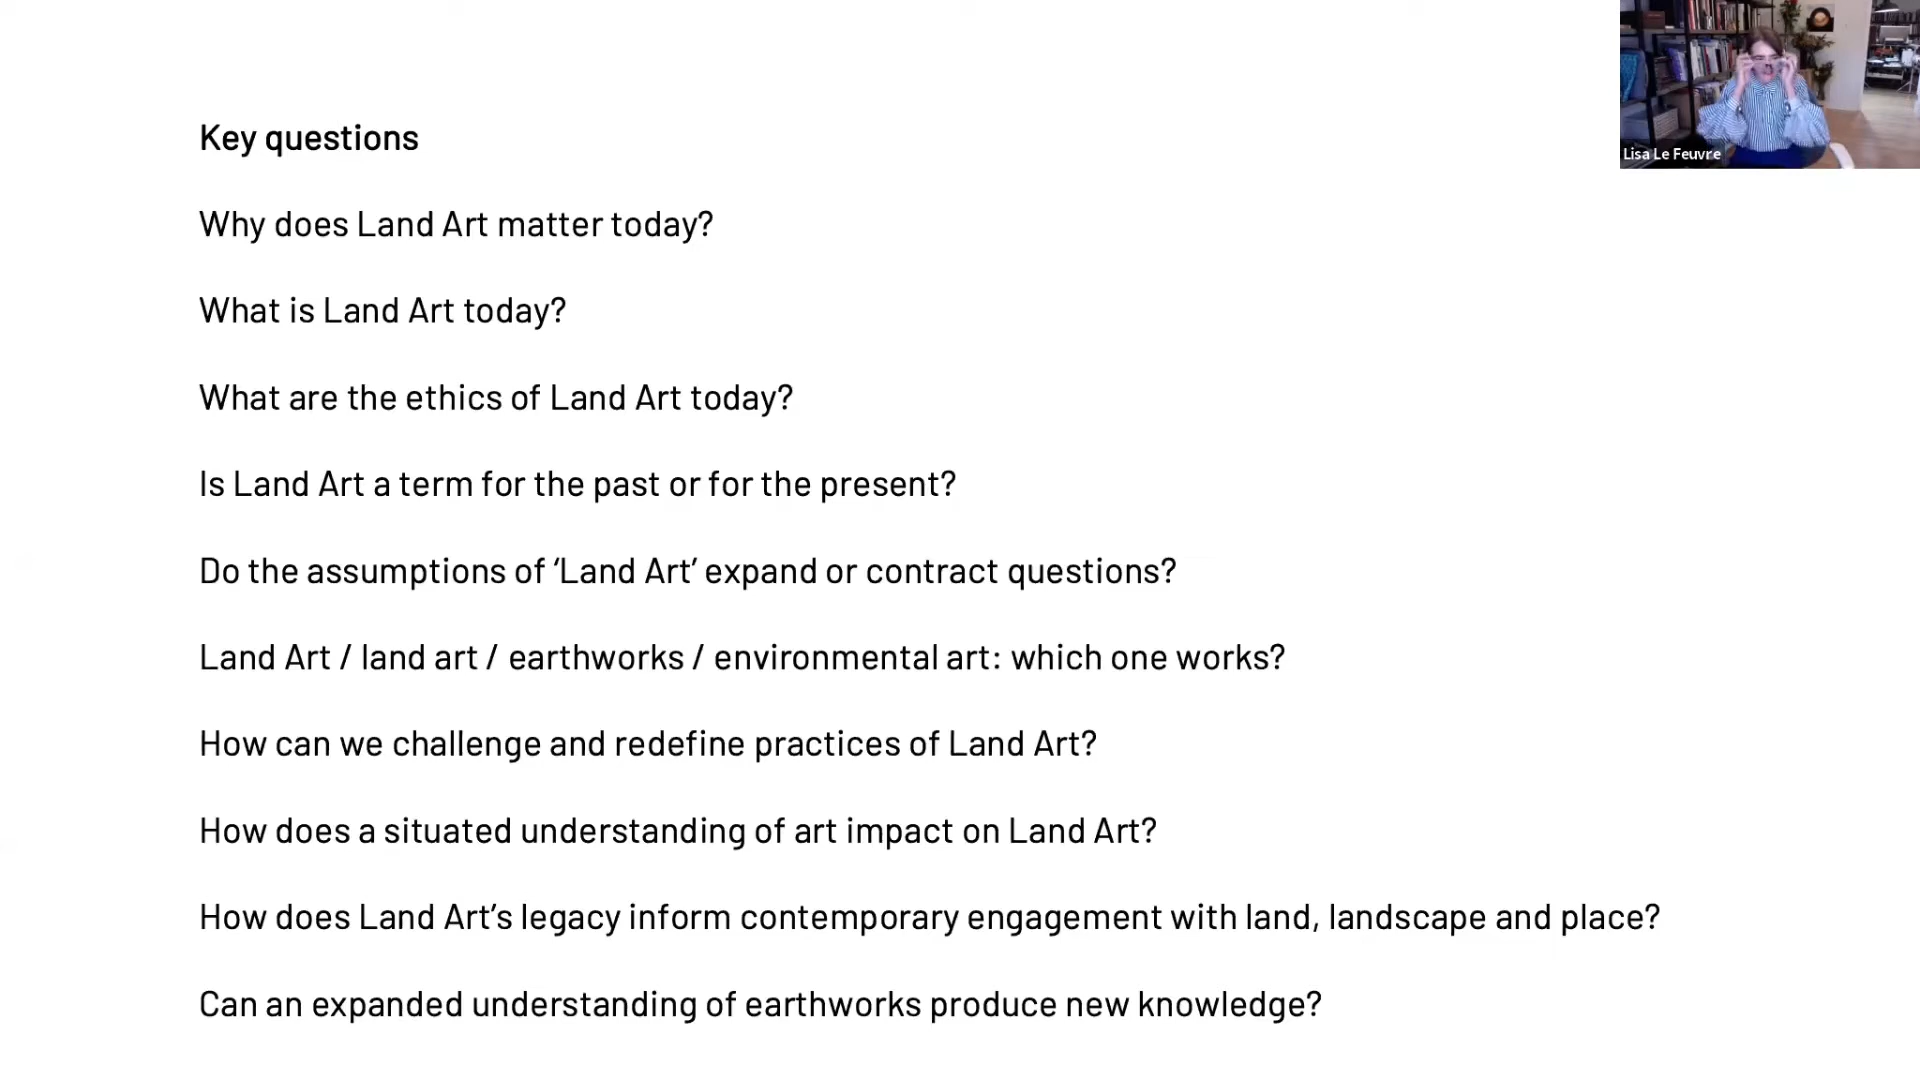 Key questions
Why does Land Art matter today?
What is Land Art today?
What are the ethics of Land Art today?
Is Land Art a term for the past or for the present?
Do the assumptions of ‘Land Art’ expand or contract questions?
Land Art / land art / earthworks / environmental art: which one works?
How can we challenge and redefine practices of Land Art?
How does a situated understanding of art impact on Land Art?
How does Land Art’s legacy inform contemporary engagement with land, landscape and place?
Can an expanded understanding of earthworks produce new knowledge?
Lisa Le Feuvre